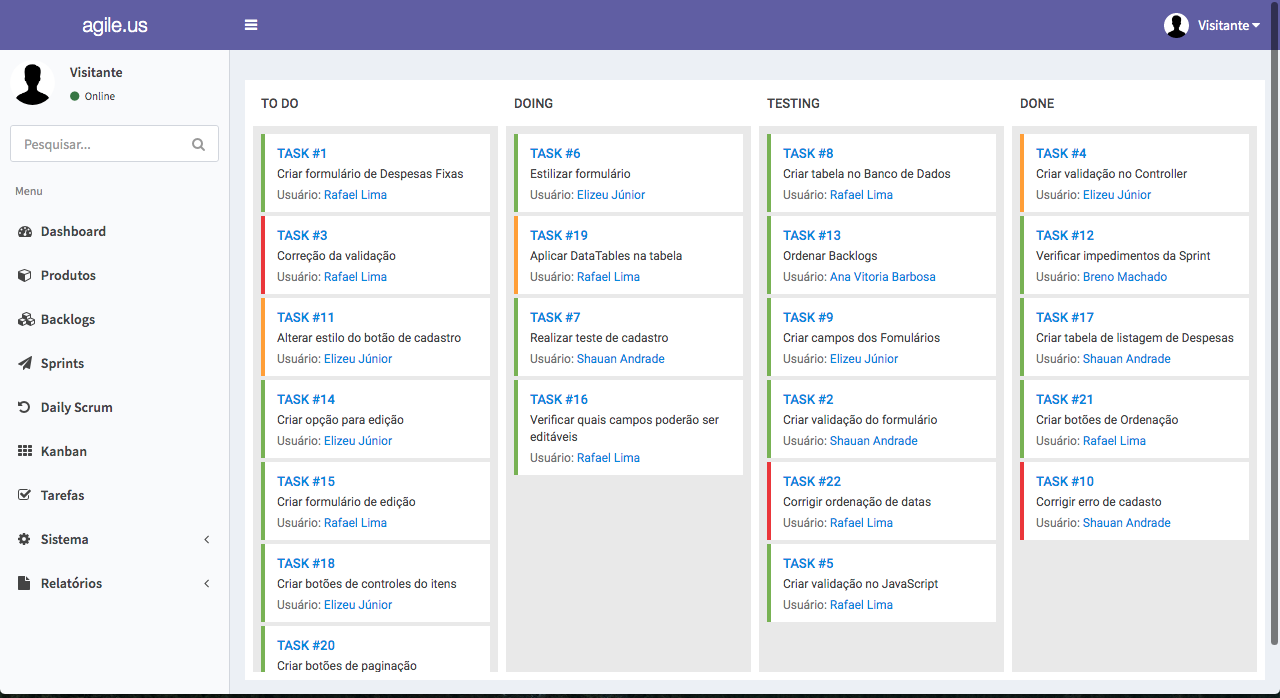 agile.us
Visitante
Visitante
Online
Pesquisar...
Menu
Dashboard
Produtos
Backlogs
Sprints
Daily Scrum
Kanban
Tarefas
Sistema
Relatórios
TO DO
TASK #1
Criar formulário de Despesas Fixas
Usuário: Rafael Lima
TASK #3
Correção da validação
Usuário: Rafael Lima
TASK #11
Alterar estilo do botão de cadastro
Usuário: Elizeu Júnior
TASK #14
Criar opção para edição
Usuário: Elizeu Júnior
TASK #15
Criar formulário de edição
Usuário: Rafael Lima
TASK #18
Criar botões de controles do itens
Usuário: Elizeu Júnior
TASK #20
Criar botões de paginação
DOING
TASK #6
Estilizar formulário
Usuário: Elizeu Júnior
TASK #19
Aplicar DataTables na tabela
Usuário: Rafael Lima
TASK #7
Realizar teste de cadastro
Usuário: Shauan Andrade
TASK #16
Verificar quais campos poderão ser
editáveis
Usuário: Rafael Lima
TESTING
TASK #8
Criar tabela no Banco de Dados
Usuário: Rafael Lima
TASK #13
Ordenar Backlogs
Usuário: Ana Vitoria Barbosa
TASK #9
Criar campos dos Fomulários
Usuário: Elizeu Júnior
TASK #2
Criar validação do formulário
Usuário: Shauan Andrade
TASK #22
Corrigir ordenação de datas
Usuário: Rafael Lima
TASK #5
Criar validação no JavaScript
Usuário: Rafael Lima
DONE
TASK #4
Criar validação no Controller
Usuário: Elizeu Júnior
TASK #12
Verificar impedimentos da Sprint
Usuário: Breno Machado
TASK #17
Criar tabela de listagem de Despesas
Usuário: Shauan Andrade
TASK #21
Criar botões de Ordenação
Usuário: Rafael Lima
TASK #10
Corrigir erro de cadasto
Usuário: Shauan Andrade